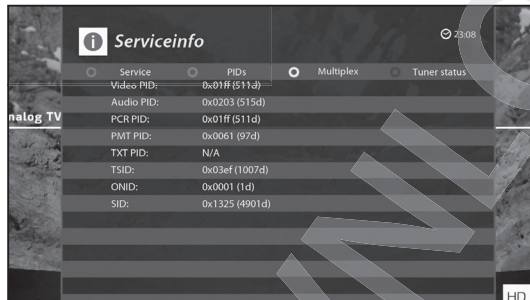 Serviceinfo
23:08
Service PIDs Multiplex Tuner status
Video PID: 0x01ff (511d)
Audio PID: 0x0203 (515d)
nalog TV
PCR PID: 0x01ff (511d)
PMT PID: 0x0061 (97d)
TXT PID: N/A
TSID: 0x03ef (1007d)
ONID: 0x0001 (1d)
SID: 0x1325 (4901d)
HD